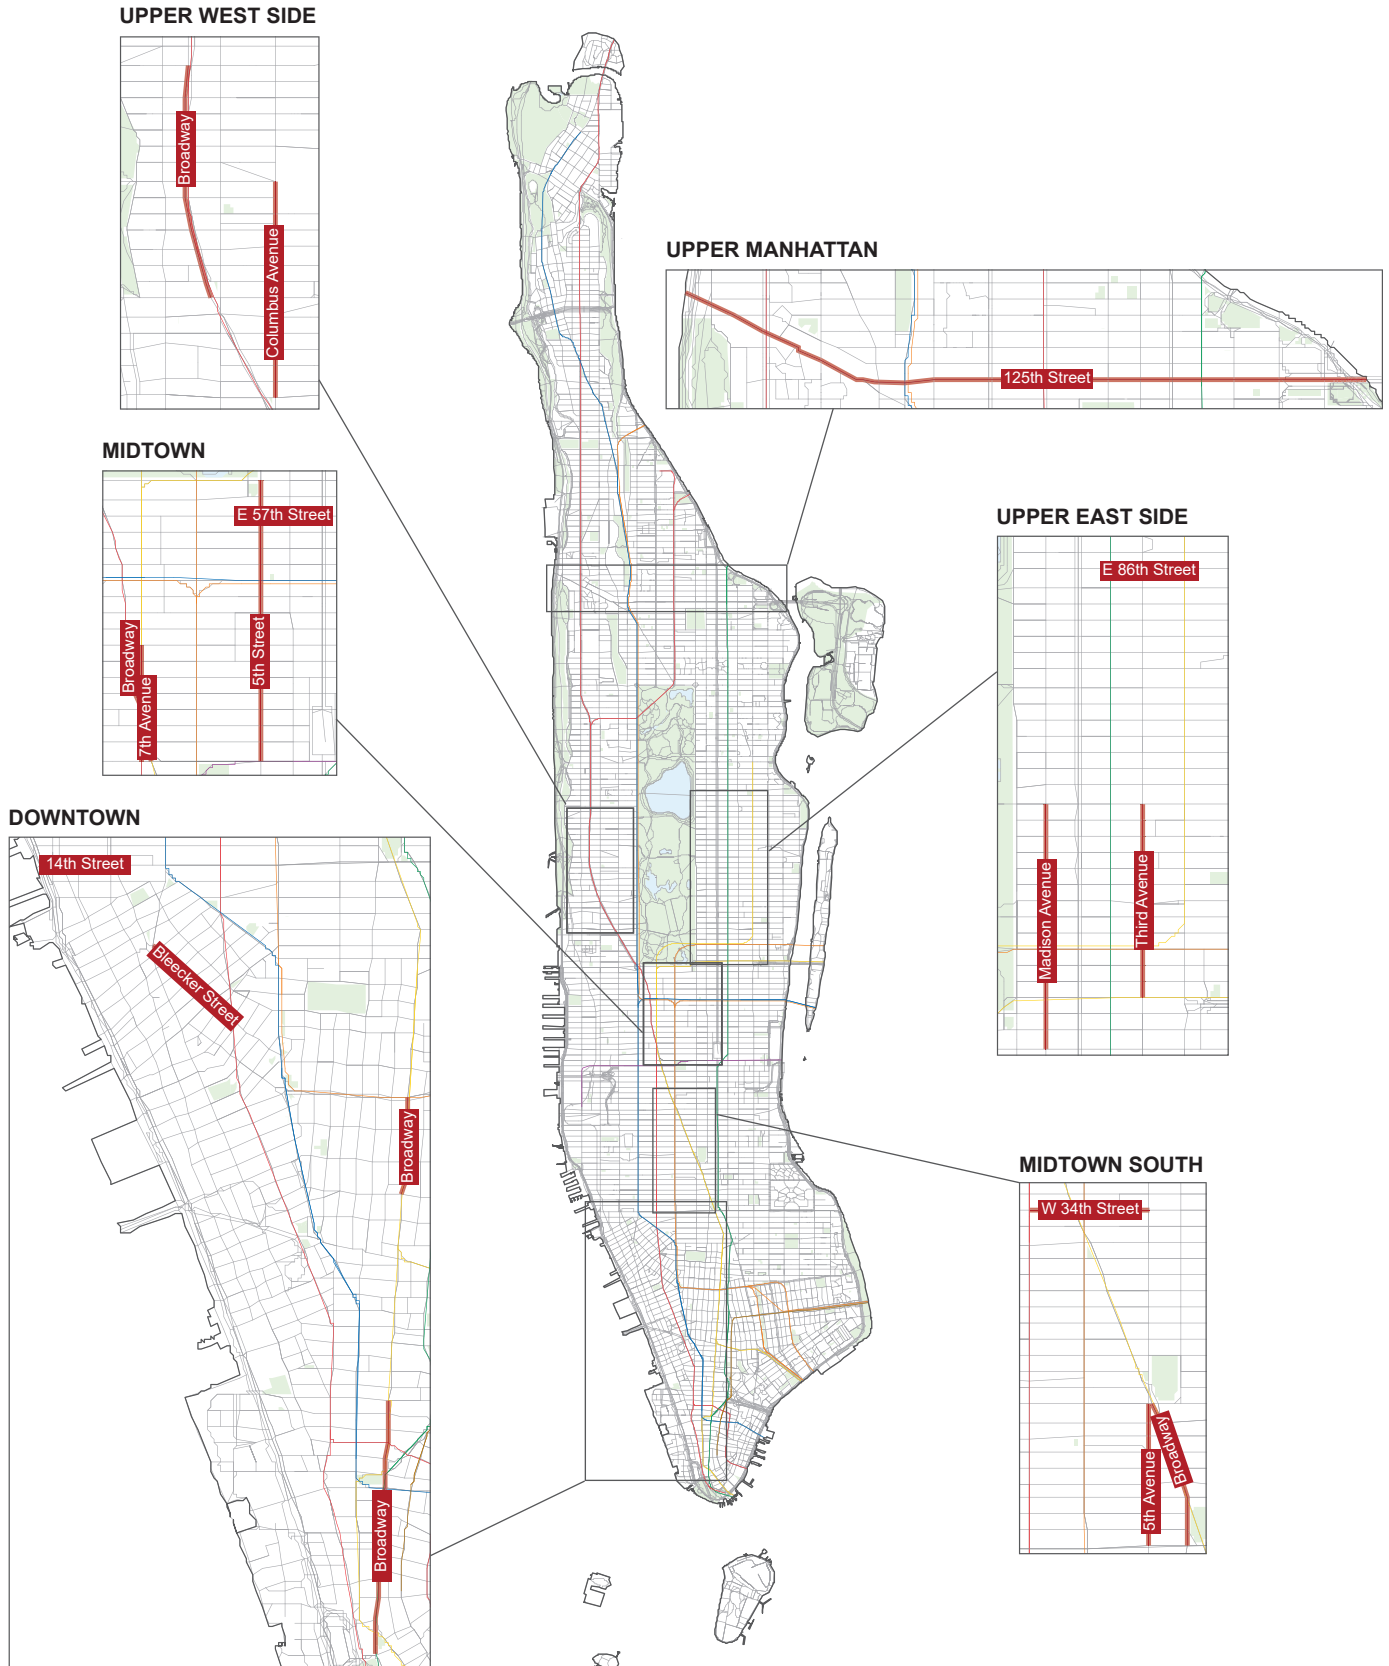 UPPER WEST SIDE
Broadway
Columbus Avenue
UPPER MANHATTAN
125th Street
MIDTOWN
E 57th Street
Broadway
7th Avenue
5th Street
UPPER EAST SIDE
E 86th Street
Madison Avenue
Third Avenue
DOWNTOWN
14th Street
Bleecker Street
Broadway
Broadway
MIDTOWN SOUTH
W 34th Street
5th Avenue
Broadway